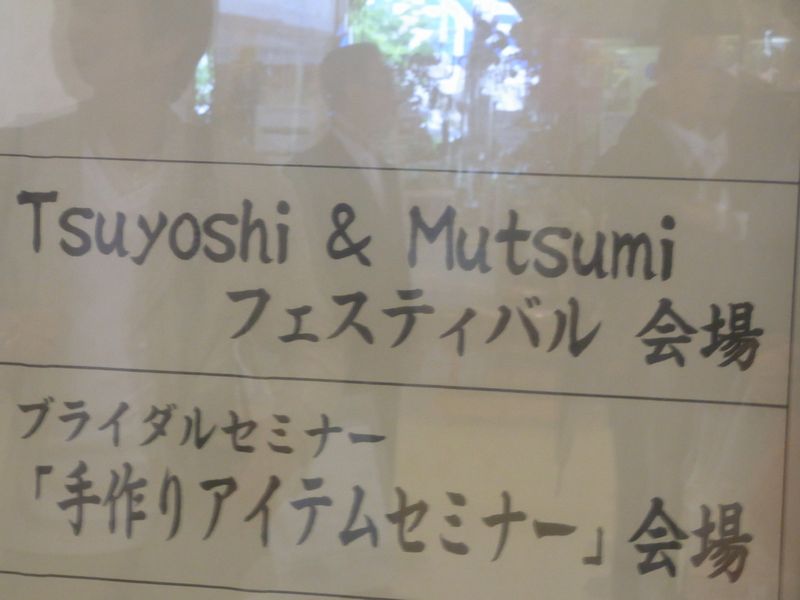 Tsuyoshi & Mutsumi
フェスティバル 会場
ブライダルセミナー
「手作りアイテムセミナー」会場